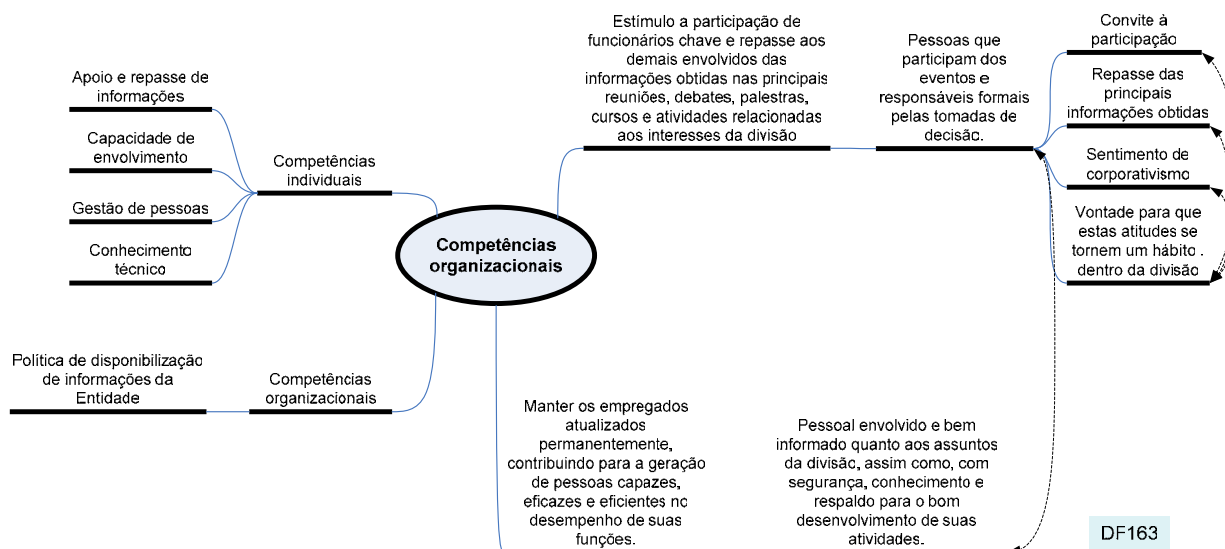 Apoio e repasse de
informações
Capacidade de
envolvimento
Gestão de pessoas
Conhecimento
técnico
Competências
individuais
Política de disponibilização
de informações da
Entidade
Competências
organizacionais
Competências
organizacionais
Estímulo a participação de
funcionários chave e repasse aos
demais envolvidos das
informações obtidas nas principais
reuniões, debates, palestras,
cursos e atividades relacionadas
aos interesses da divisão
Pessoas que
participam dos
eventos e
responsáveis formais
pelas tomadas de
decisão.
Convite à
participação
Repasse das
principais
informações obtidas
Sentimento de
corporativismo
Vontade para que
estas atitudes se
tornem um hábito .
dentro da divisão
Manter os empregados
atualizados
permanentemente,
contribuindo para a geração
de pessoas capazes,
eficazes e eficientes no
desempenho de suas
funções.
Pessoal envolvido e bem
informado quanto aos assuntos
da divisão, assim como, com
segurança, conhecimento e
respaldo para o bom
desenvolvimento de suas
atividades.
DF163